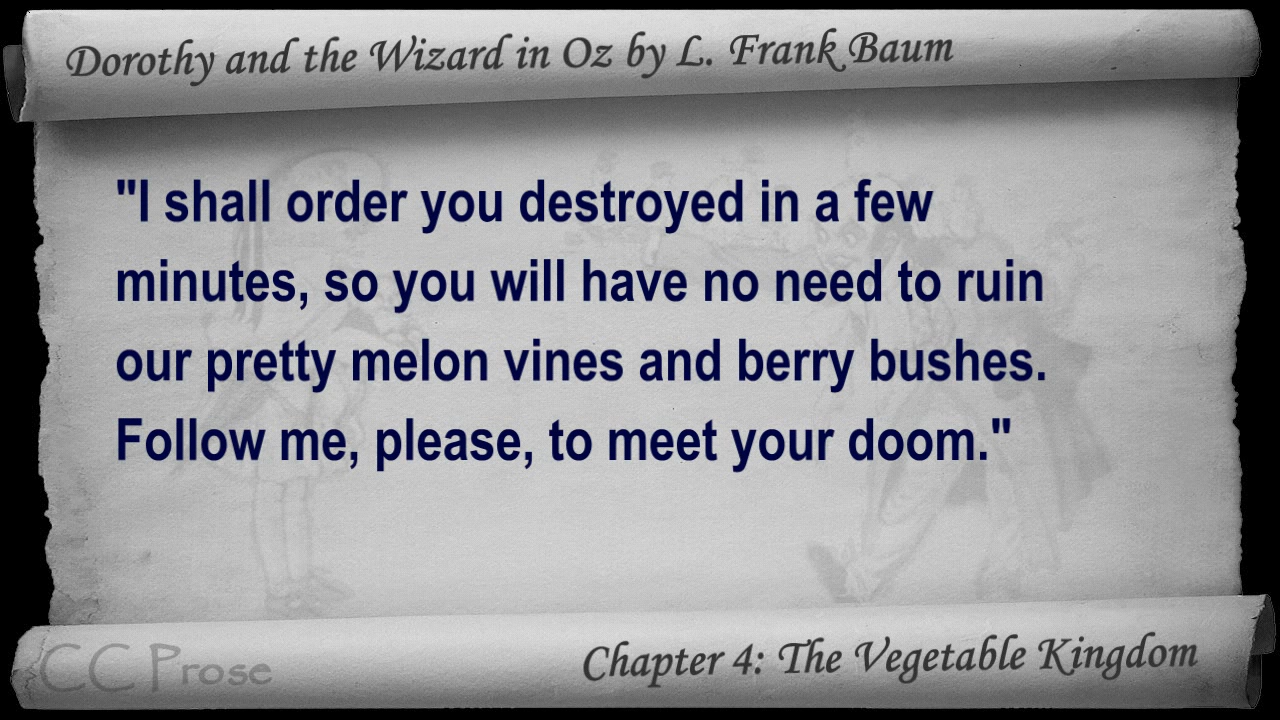 Dorothy and the Wizard in Oz by L. Frank Baum
"I shall order you destroyed in a few
minutes, so you will have no need to ruin
our pretty melon vines and berry bushes.
Follow me, please, to meet your doom."
CC Prose
Chapter 4: The Vegetable Kingdom